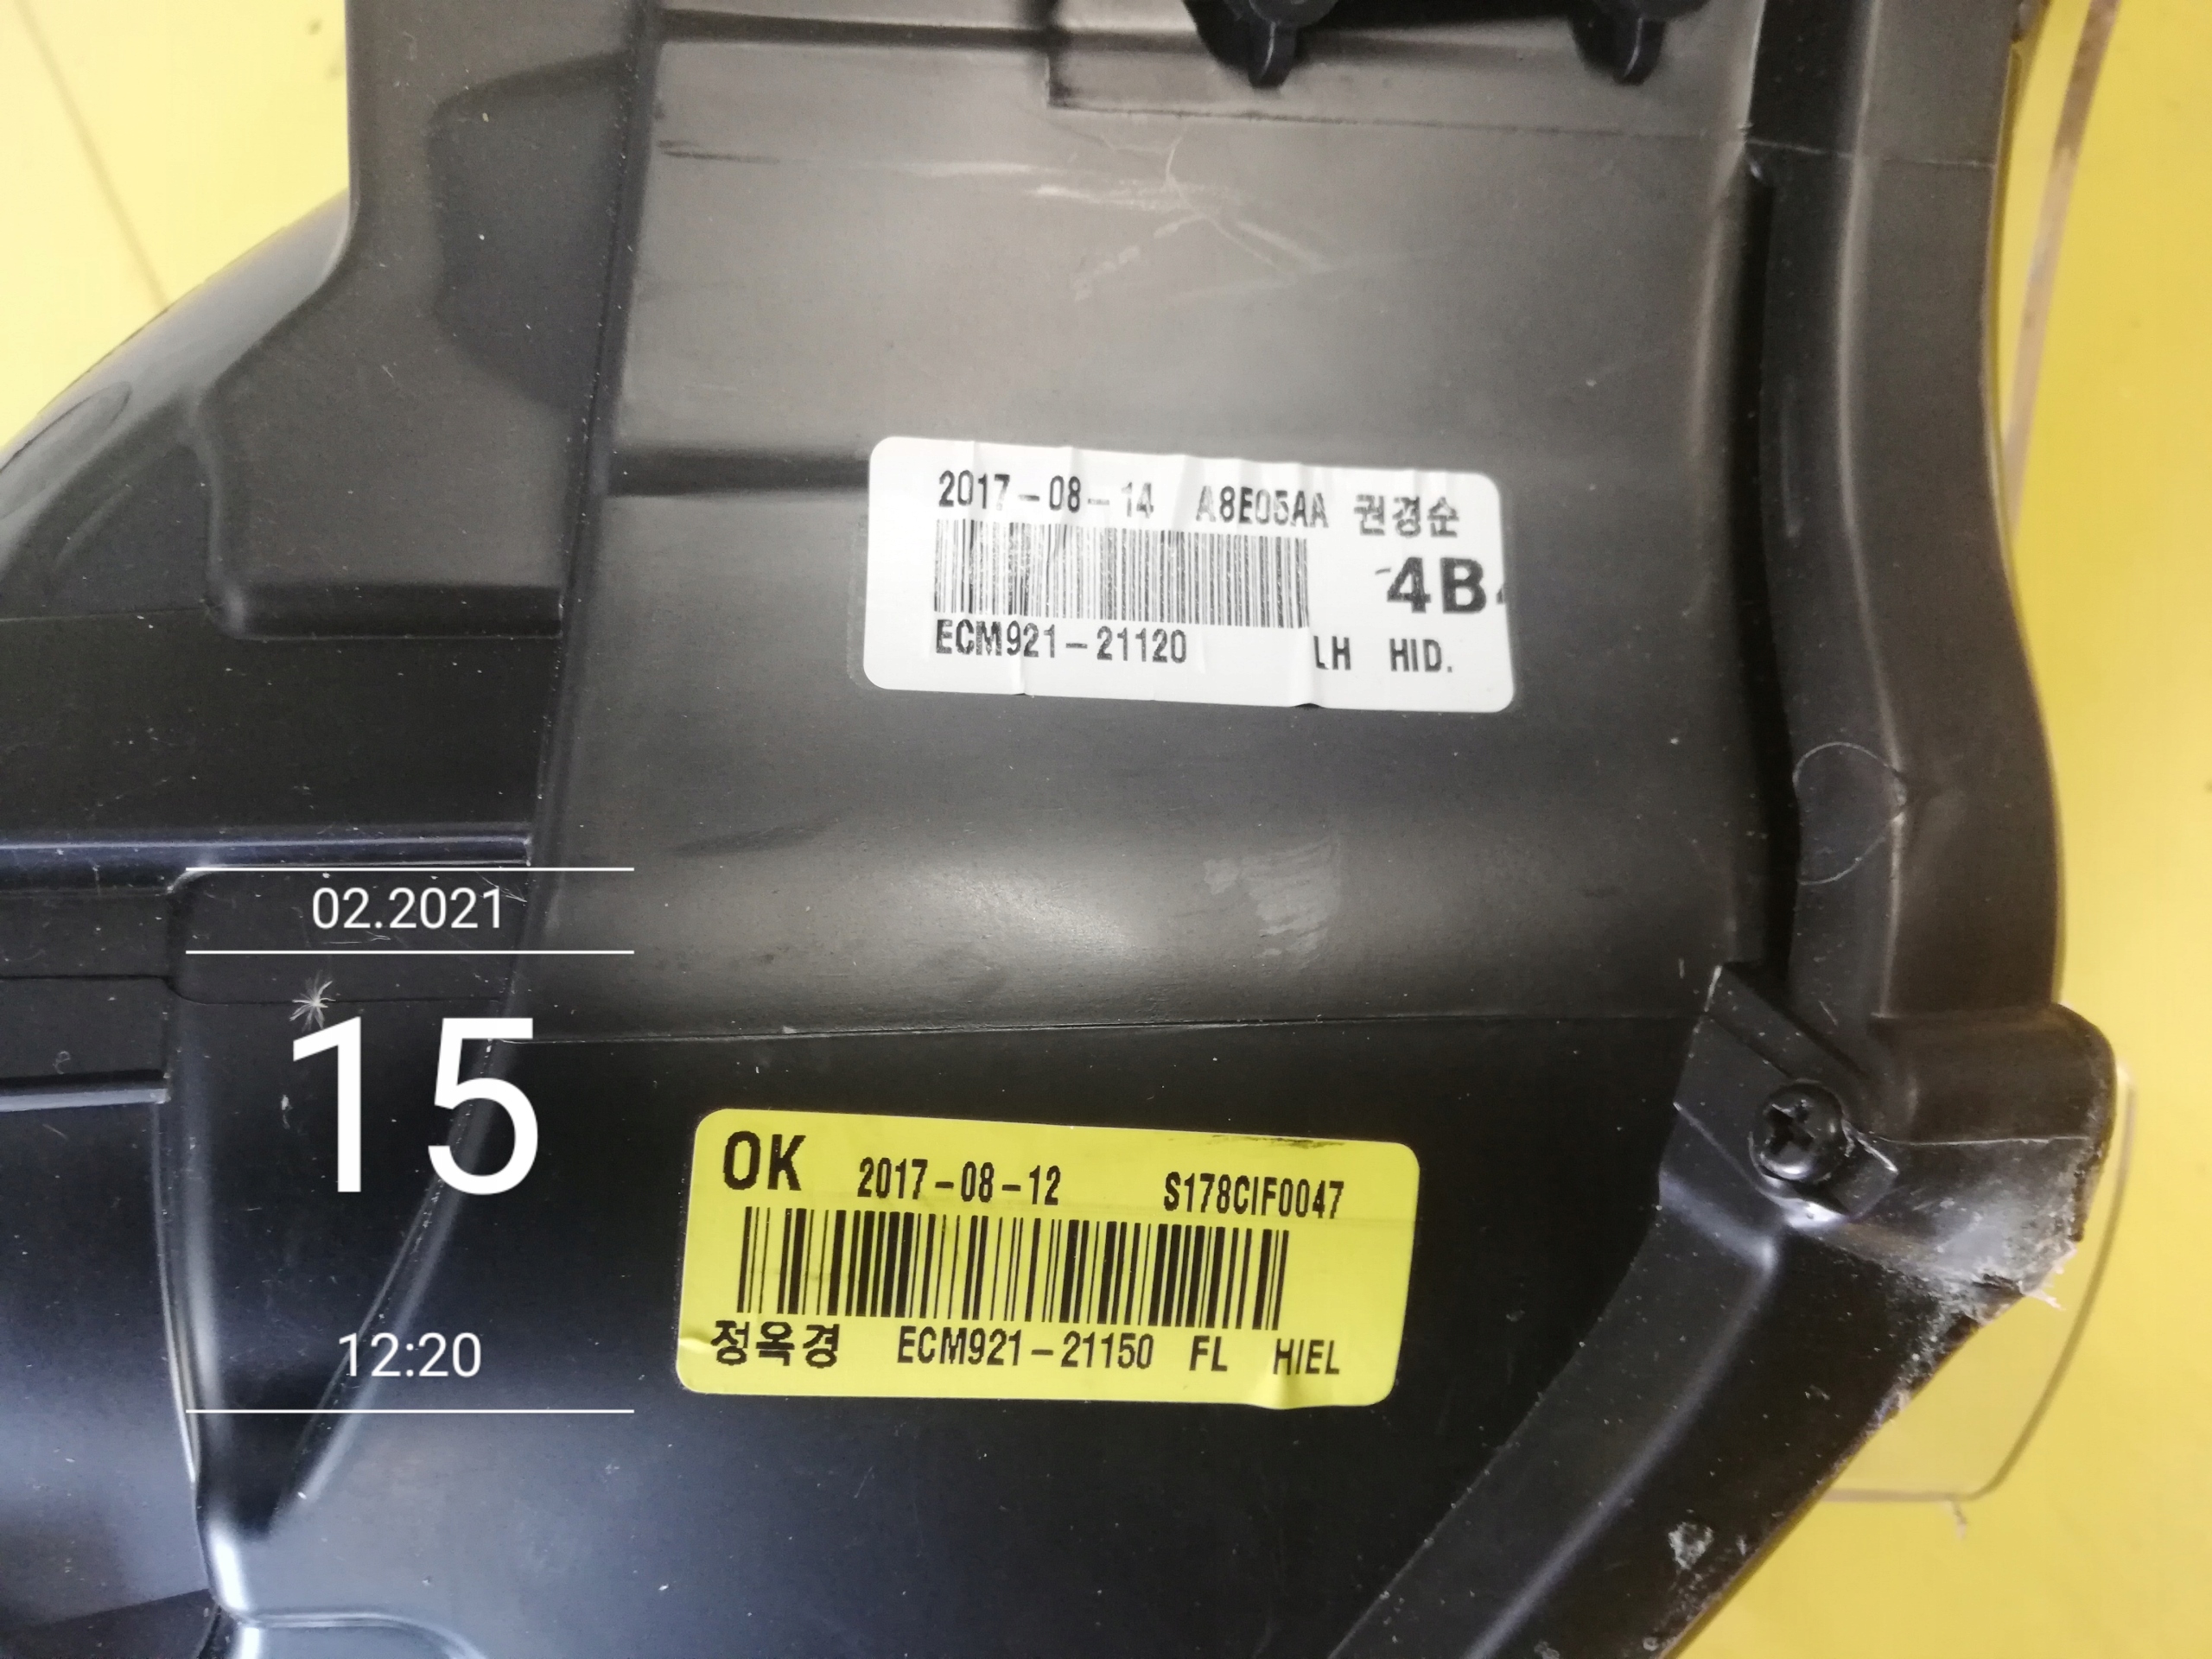 2017-08-14 A8E05AA 권경순
4B
ECM921-21120 LH HID.
02.2021
15
12:20
OK 2017-08-12 S178CIF0047
정옥경 ECM921-21150 FL HIEL